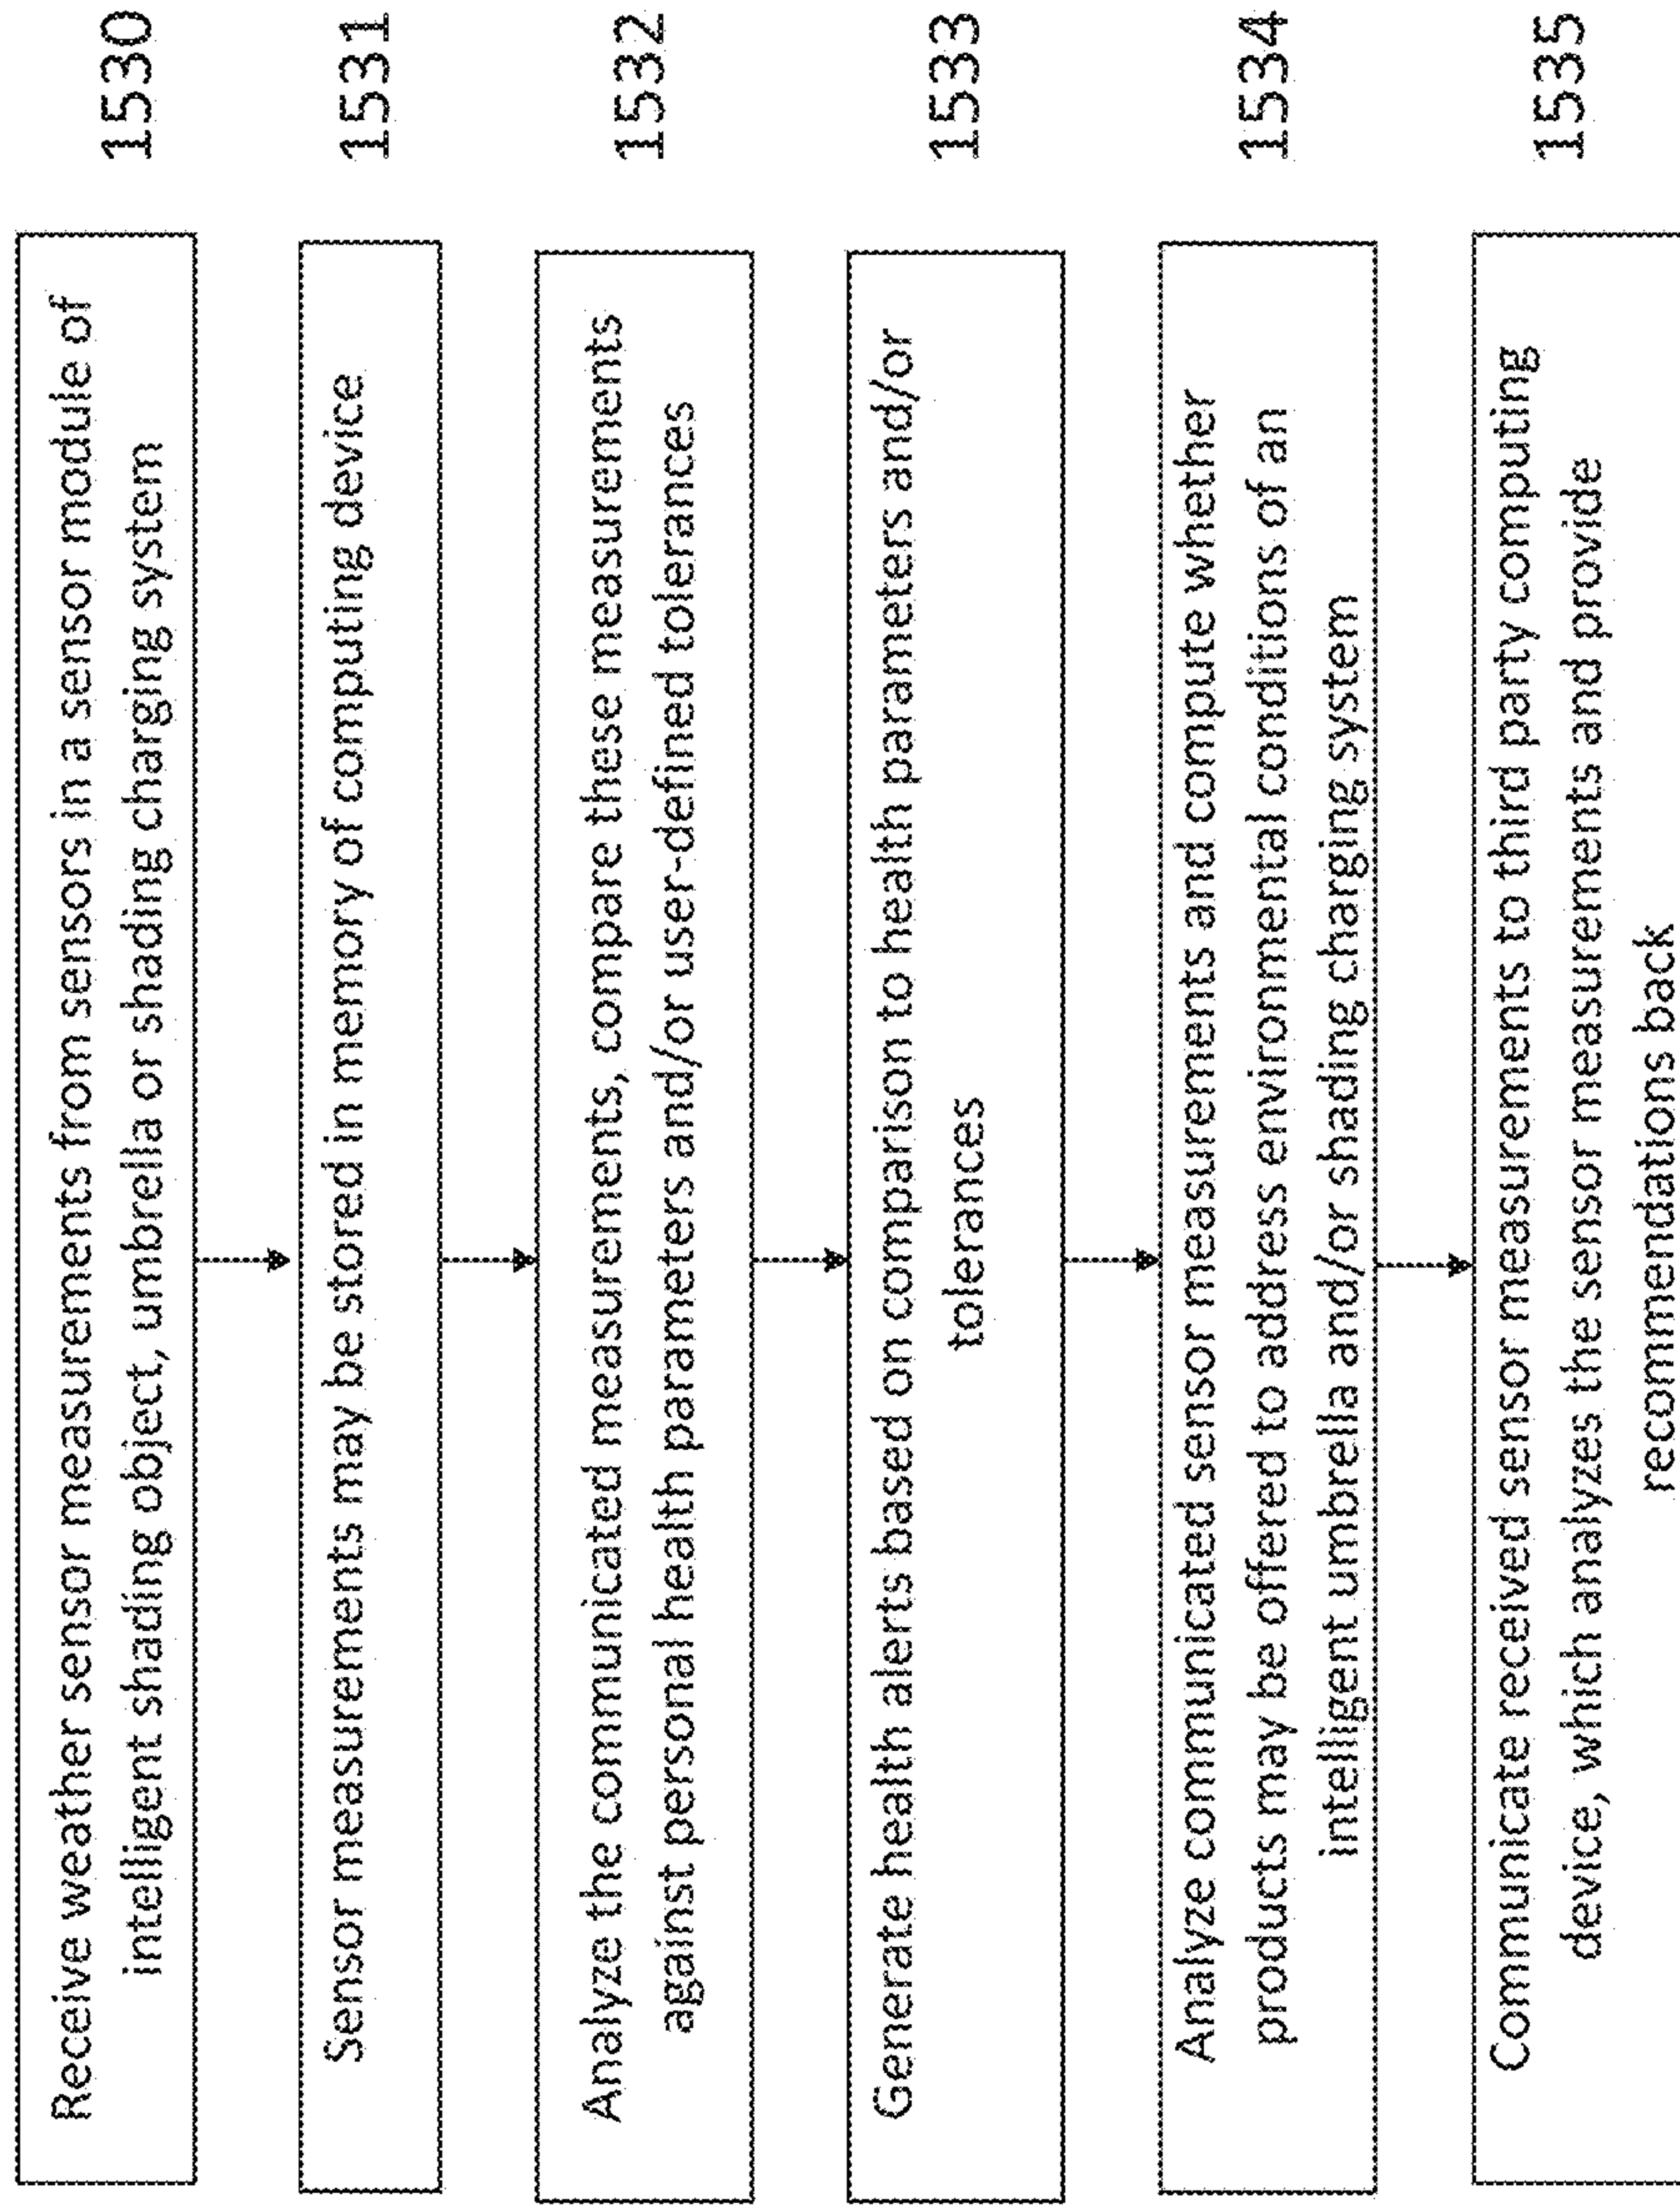 Receive weather sensor measurements from sensors in a sensor module of
intelligent shading object, umbrella or shading charging system
1530
Sensor measurements may be stored in memory of computing device
1531
Analyze the communicated measurements, compare these measurements
against personal health parameters and/or user-defined tolerances
1532
Generate health alerts based on comparison to health parameters and/or
tolerances
1533
Analyze communicated sensor measurements and compute whether
products may be offered to address environmental conditions of an
intelligent umbrella and/or shading charging system
1534
Communicate received sensor measurements to third party computing
device, which analyzes the sensor measurements and provide
recommendations back
1535